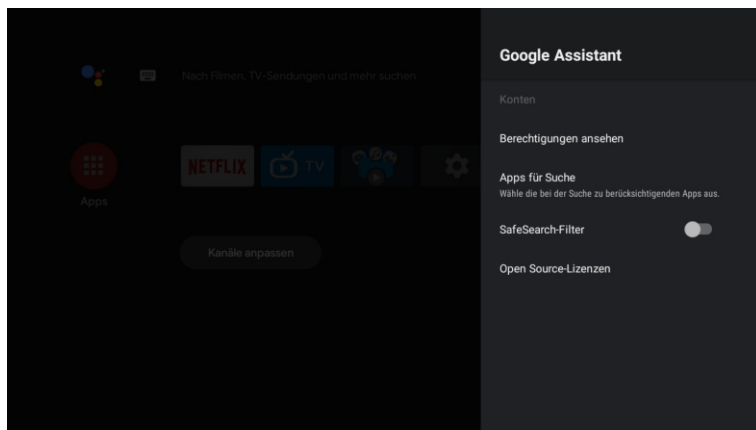 Google Assistant
Nach Filmen, TV-Sendungen und mehr suchen
Konten
Berechtigungen ansehen
NETFLIX
TV
Apps für Suche
Wähle die bei der Suche zu berücksichtigenden Apps aus.
Apps
SafeSearch-Filter
Kanäle anpassen
Open Source-Lizenzen